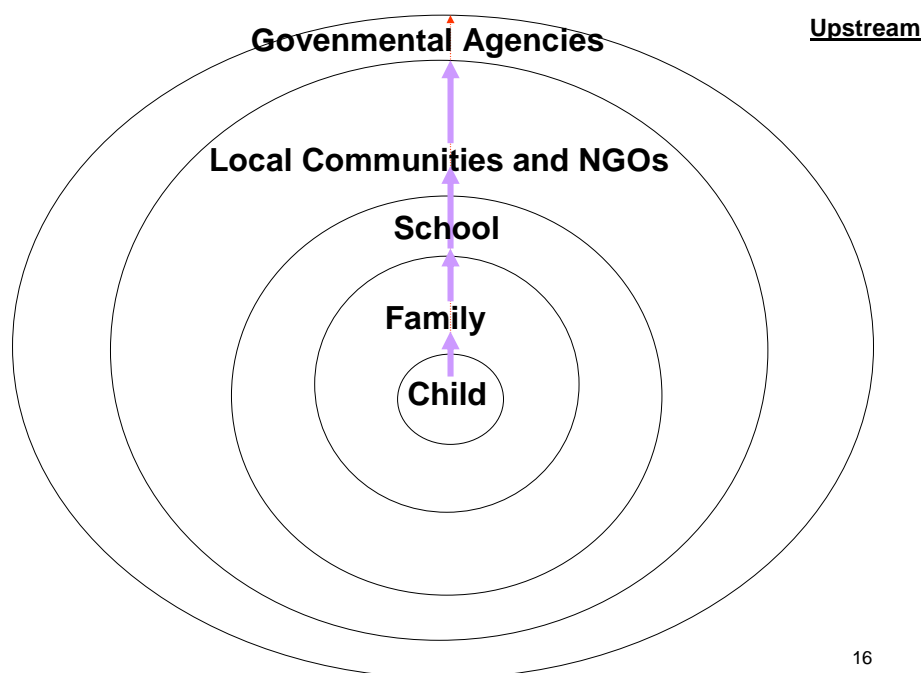 Upstream
Govenmental Agencies
Local Communities and NGOs
School
Family
Child
16